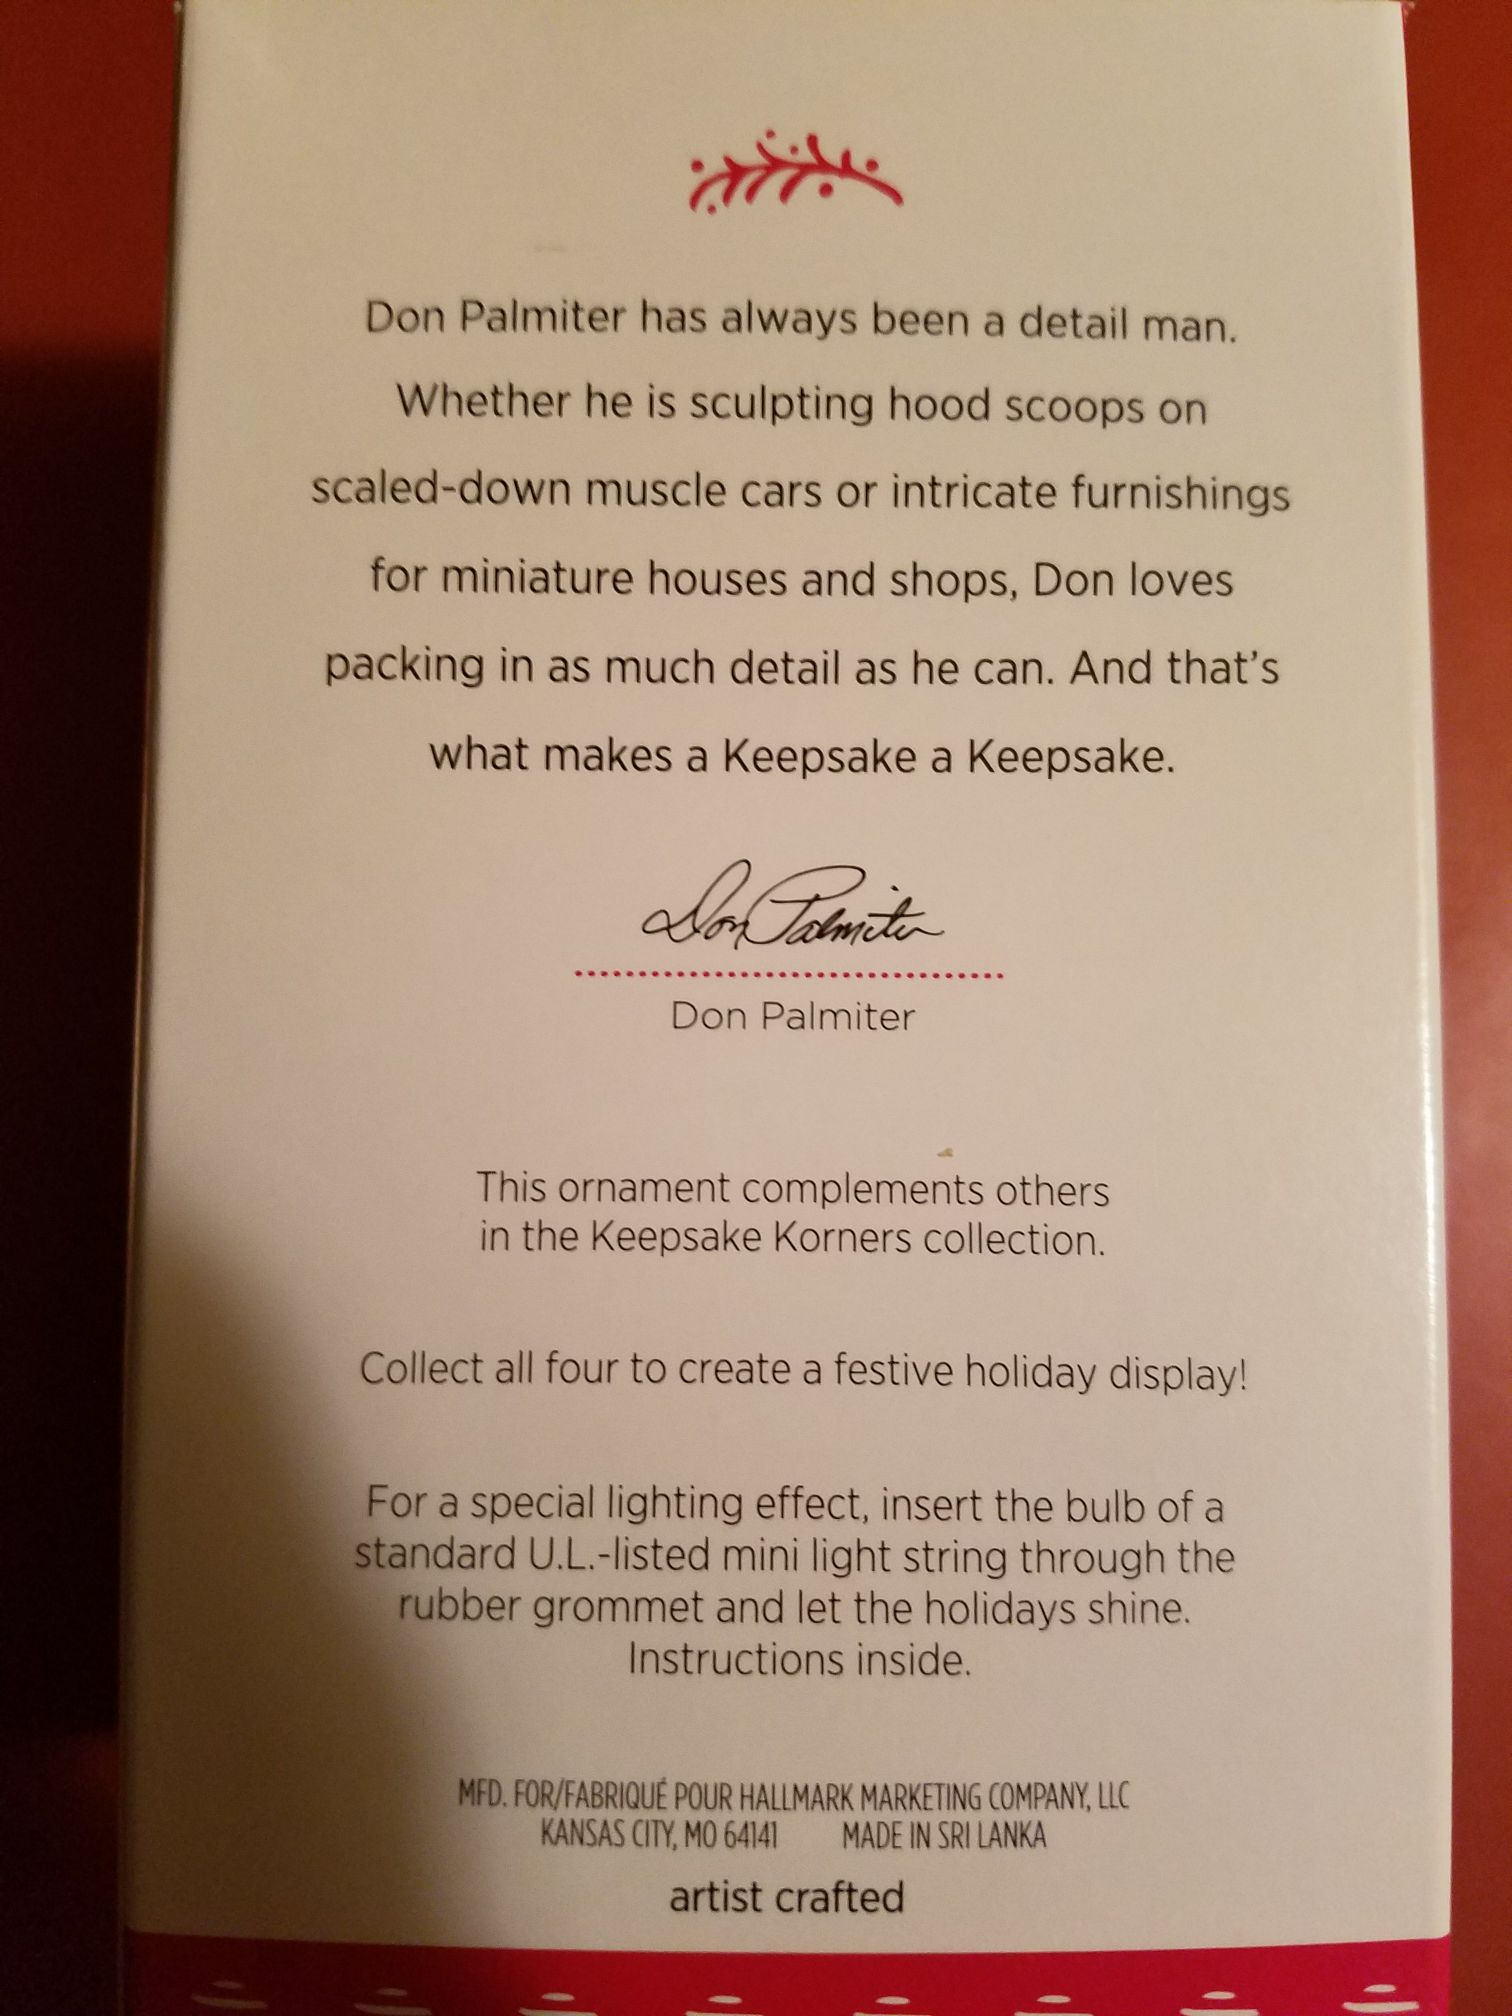 Don Palmiter has always been a detail man.
Whether he is sculpting hood scoops on
scaled-down muscle cars or intricate furnishings
for miniature houses and shops, Don loves
packing in as much detail as he can. And that's
what makes a Keepsake a Keepsake.
Don Palmiter
Don Palmiter
This ornament complements others
in the Keepsake Korners collection.
Collect all four to create a festive holiday display!
For a special lighting effect, insert the bulb of a
standard U.L.-listed mini light string through the
rubber grommet and let the holidays shine.
Instructions inside.
MFD. FOR/FABRIQUÉ POUR HALLMARK MARKETING COMPANY, LLC
KANSAS CITY, MO 64141 MADE IN SRI LANKA
artist crafted